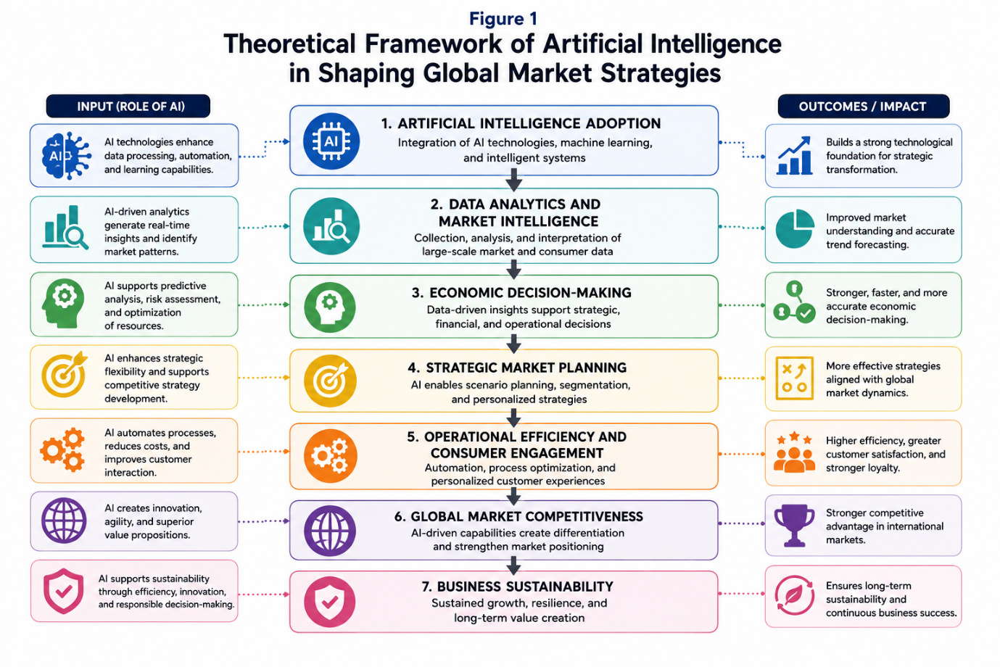 Figure 1
Theoretical Framework of Artificial Intelligence
in Shaping Global Market Strategies
INPUT (ROLE OF AI)
OUTCOMES / IMPACT
AI
AI technologies enhance
data processing, automation,
and learning capabilities.
AI
1. ARTIFICIAL INTELLIGENCE ADOPTION
Integration of AI technologies, machine learning,
and intelligent systems
Builds a strong technological
foundation for strategic
transformation.
AI-driven analytics
generate real-time
insights and identify
market patterns.
2. DATA ANALYTICS AND
MARKET INTELLIGENCE
Collection, analysis, and interpretation of
large-scale market and consumer data
Improved market
understanding and accurate
trend forecasting.
AI supports predictive
analysis, risk assessment,
and optimization
of resources.
3. ECONOMIC DECISION-MAKING
Data-driven insights support strategic,
financial, and operational decisions
Stronger, faster, and more
accurate economic
decision-making.
AI enhances strategic
flexibility and supports
competitive strategy
development.
4. STRATEGIC MARKET PLANNING
AI enables scenario planning, segmentation,
and personalized strategies
More effective strategies
aligned with global
market dynamics.
AI automates processes,
reduces costs, and
improves customer
interaction.
5. OPERATIONAL EFFICIENCY AND
CONSUMER ENGAGEMENT
Automation, process optimization, and
personalized customer experiences
Higher efficiency, greater
customer satisfaction, and
stronger loyalty.
AI creates innovation,
agility, and superior
value propositions.
6. GLOBAL MARKET COMPETITIVENESS
AI-driven capabilities create differentiation
and strengthen market positioning
Stronger competitive
advantage in international
markets.
AI supports sustainability
through efficiency, innovation,
and responsible decision-making.
7. BUSINESS SUSTAINABILITY
Sustained growth, resilience, and
long-term value creation
Ensures long-term
sustainability and
continuous business success.